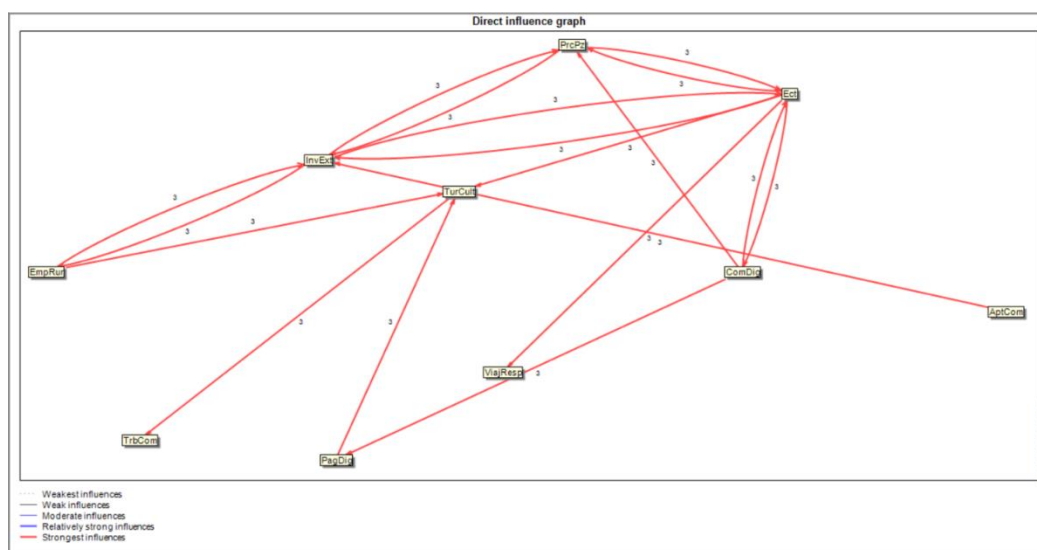 Direct influence graph
PrcPz
3
Ect
3
3
3
3
InvExt
3
3
3
TurCult
3
3
3
3
3
3
3
EmpRur
ComDig
AptCom
3
3
ViajResp
3
TrbCom
PagDig
Weakest influences
Weak influences
Moderate influences
Relatively strong influences
Strongest influences